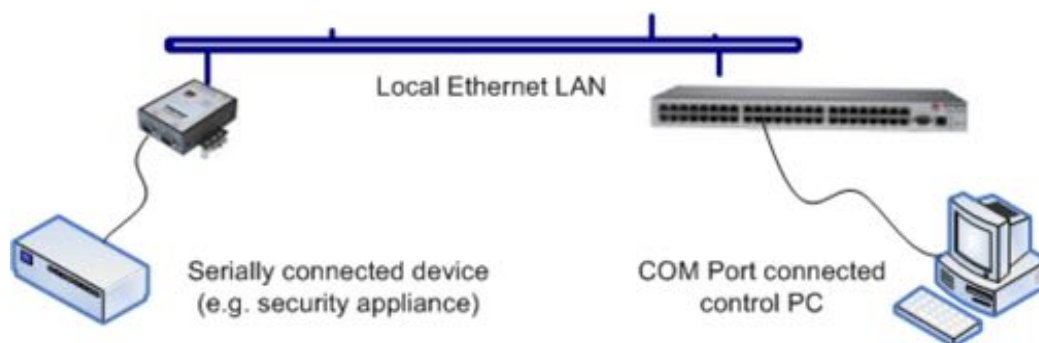 Local Ethernet LAN
Serially connected device
(e.g. security appliance)
COM Port connected
control PC